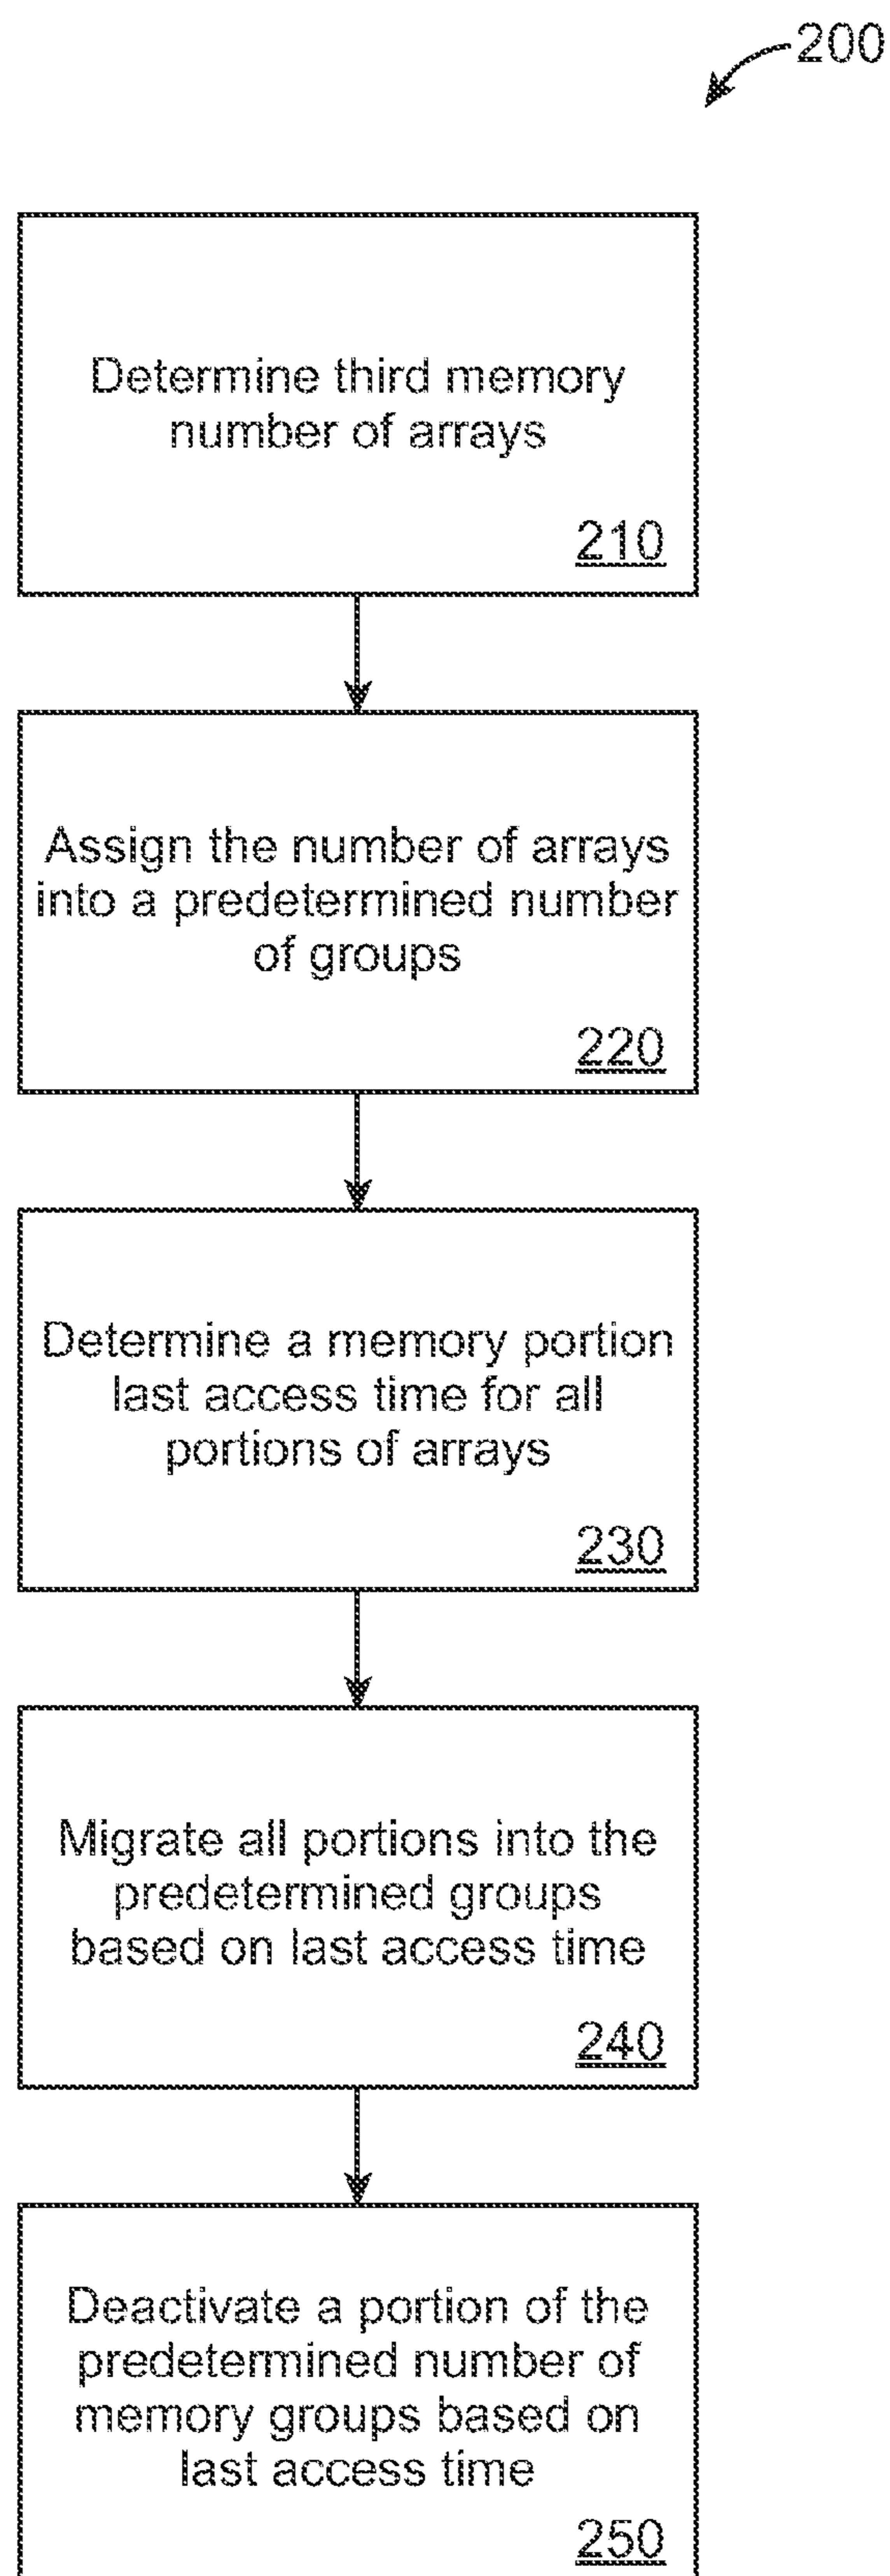 200
Determine third memory
number of arrays
210
Assign the number of arrays
into a predetermined number
of groups
220
Determine a memory portion
last access time for all
portions of arrays
230
Migrate all portions into the
predetermined groups
based on last access time
240
Deactivate a portion of the
predetermined number of
memory groups based on
last access time
250